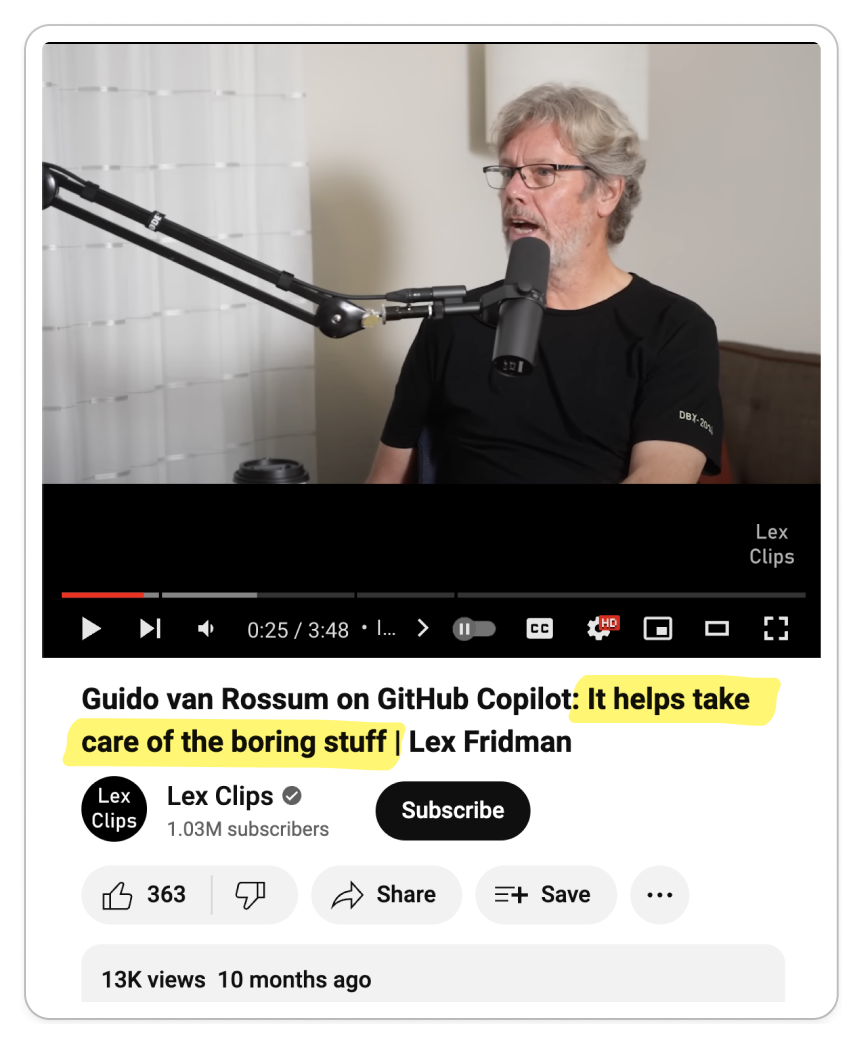 DBX-20
Lex
Clips
0:25 / 3:48 • I...
CC
HD
Guido van Rossum on GitHub Copilot: It helps take
care of the boring stuff | Lex Fridman
Lex
Clips
Lex Clips
1.03M subscribers
Subscribe
363
Share
Save
13K views 10 months ago